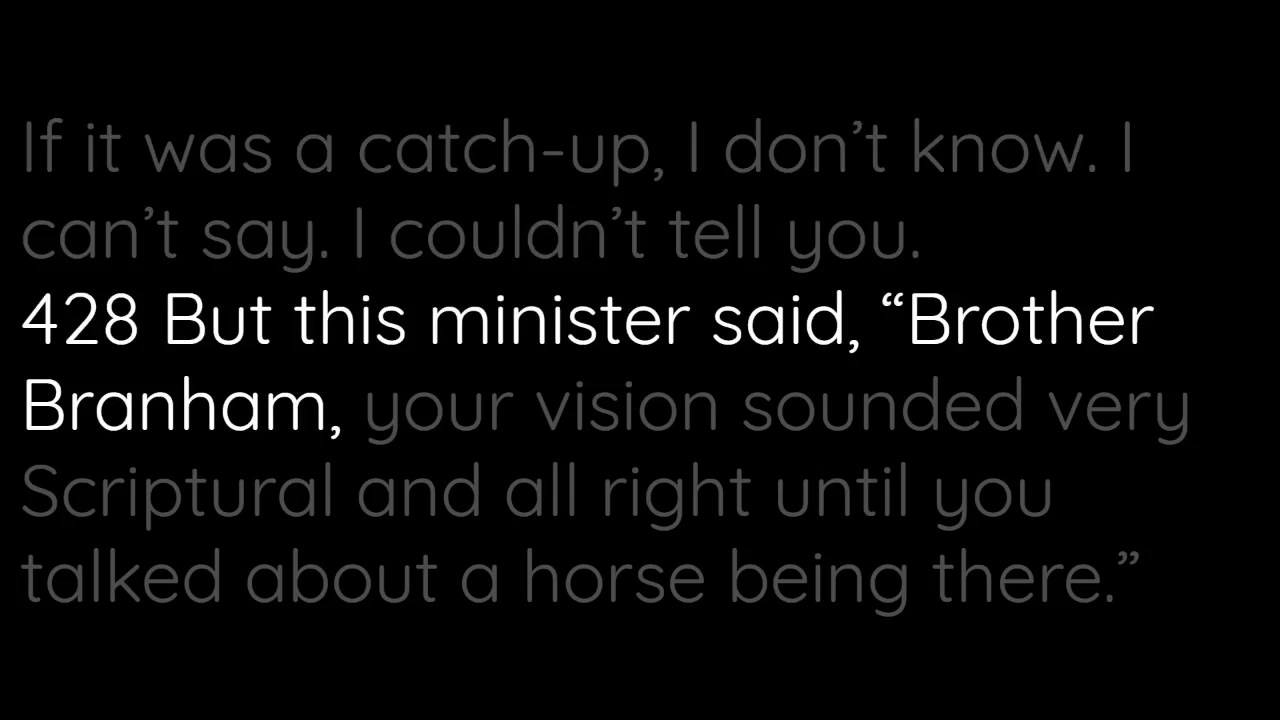 If it was a catch-up, I don’t know. I
can’t say. I couldn’t tell you.
428 But this minister said, “Brother
Branham, your vision sounded very
Scriptural and all right until you
talked about a horse being there.”